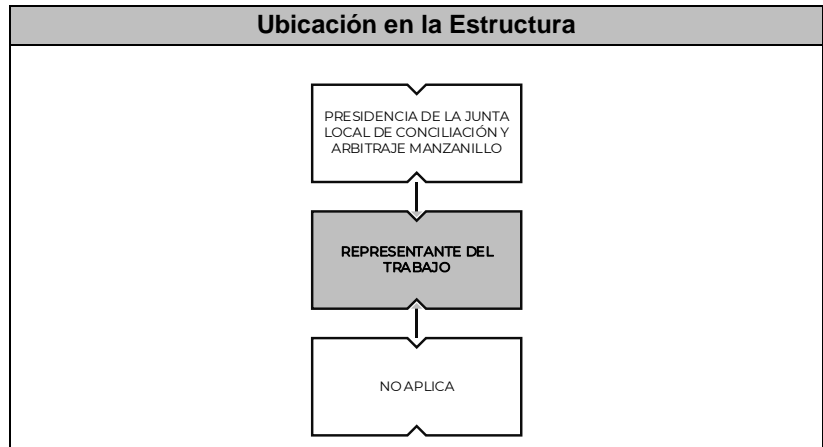 Ubicación en la Estructura
PRESIDENCIA DE LA JUNTA
LOCAL DE CONCILIACIÓN Y
ARBITRAJE MANZANILLO
REPRESENTANTE DEL
TRABAJO
NO APLICA